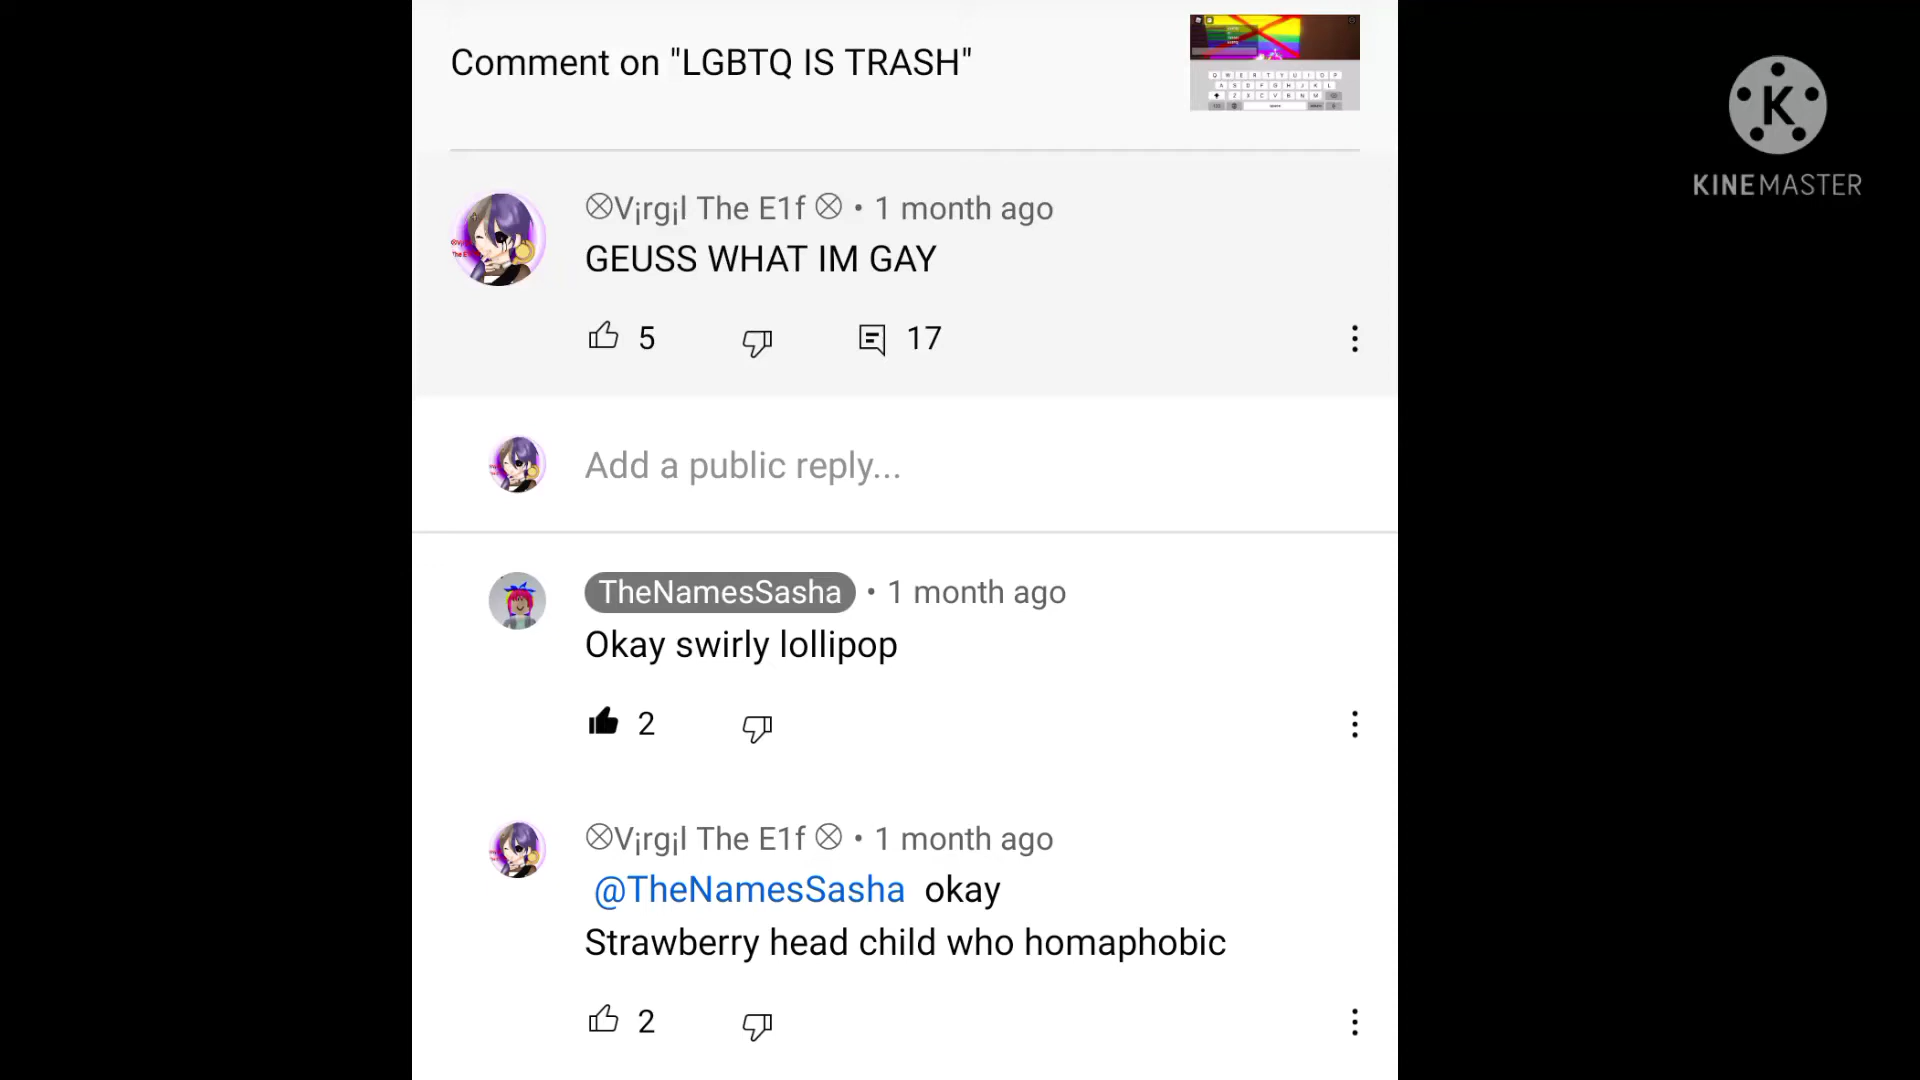 Comment on "LGBTQ IS TRASH"
KINEMASTER
⊗V¡rg¡l The E1f ⊗ • 1 month ago
GEUSS WHAT IM GAY
5 17
Add a public reply...
TheNamesSasha • 1 month ago
Okay swirly lollipop
2
⊗V¡rg¡l The E1f ⊗ • 1 month ago
@TheNamesSasha okay
Strawberry head child who homaphobic
2